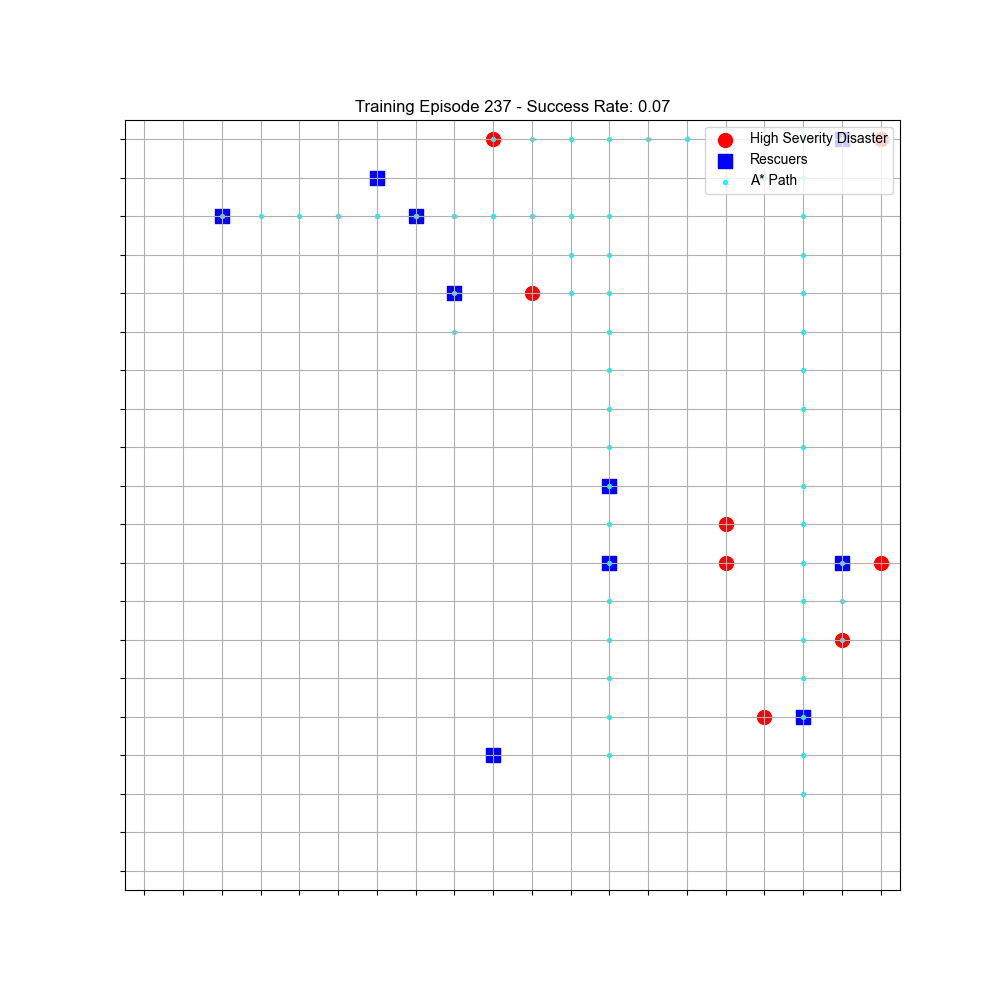 Training Episode 237 - Success Rate: 0.07
High Severity Disaster
Rescuers
A* Path